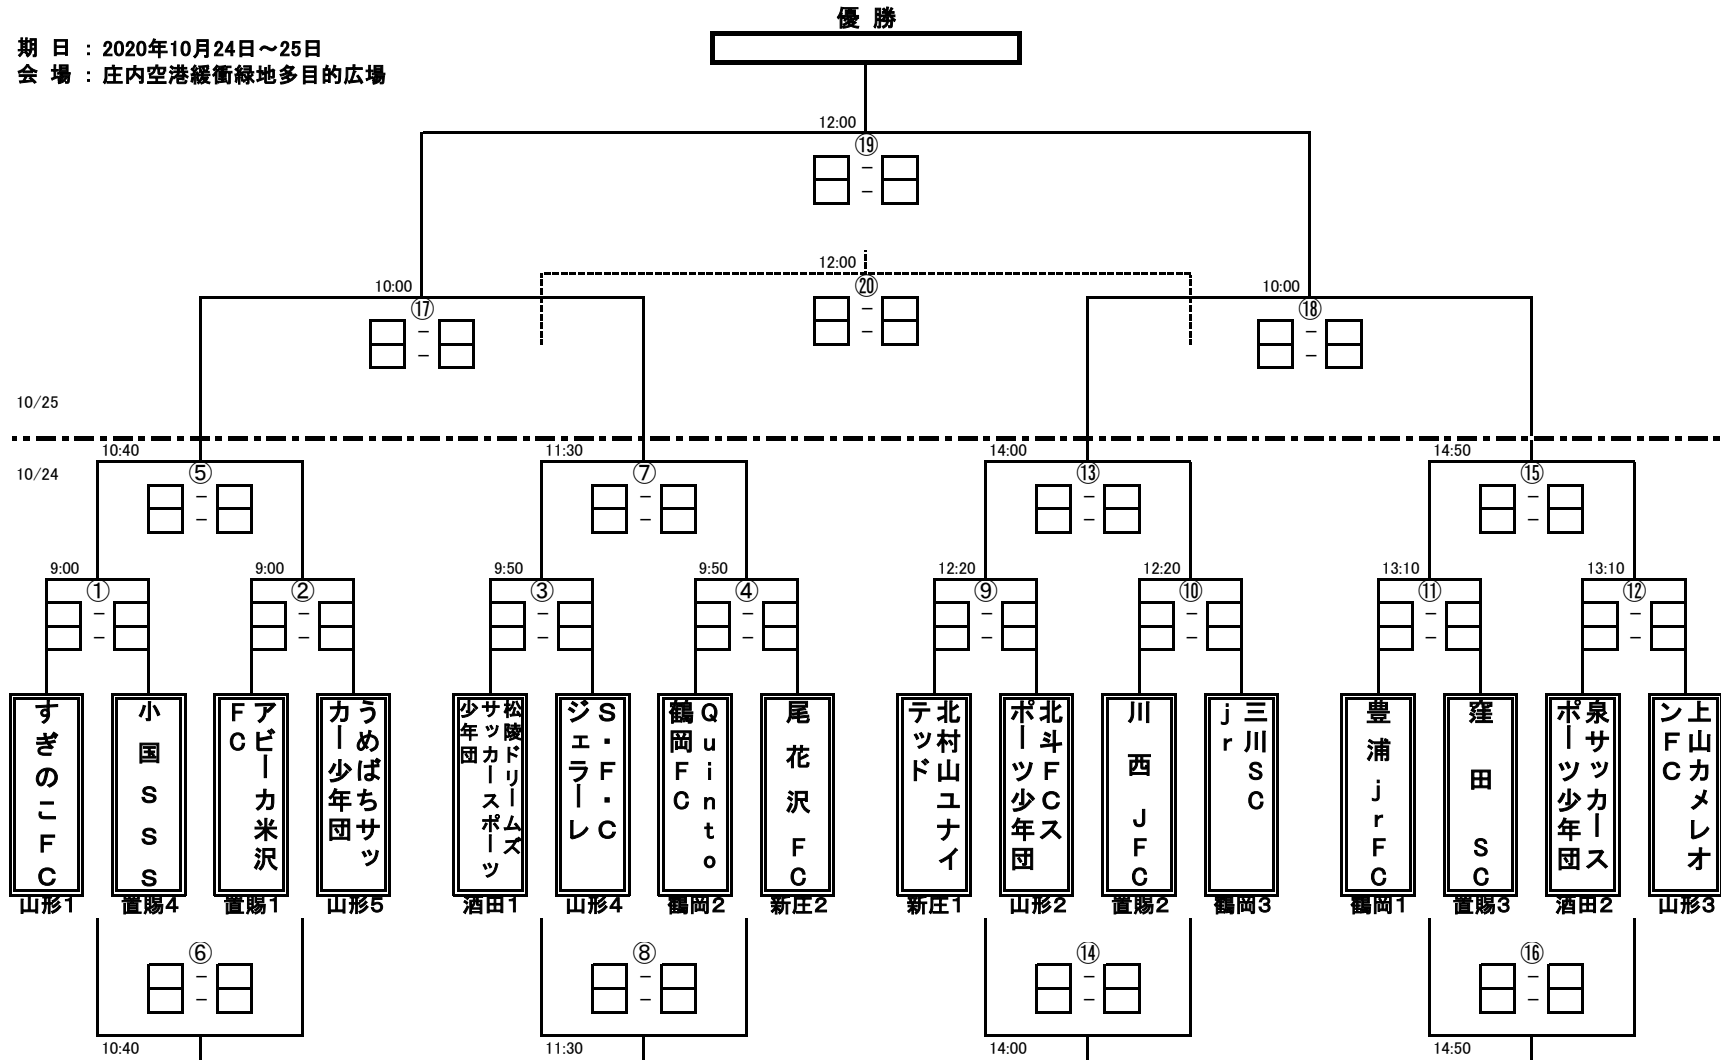 優 勝
期 日 : 2020年10月24日～25日
会 場 : 庄内空港緩衝緑地多目的広場
12:00
⑲
－
－
12:00
⑳
－
－
10:00
⑰
－
－
10:00
⑱
－
－
10/25
10/24
10:40
⑤
－
－
11:30
⑦
－
－
14:00
⑬
－
－
14:50
⑮
－
－
9:00
①
－
－
9:00
②
－
－
9:50
③
－
－
9:50
④
－
－
12:20
⑨
－
－
12:20
⑩
－
－
13:10
⑪
－
－
13:10
⑫
－
－
すぎのこFC
小国SSS
アビーカ米沢
FC
うめばちサッ
カー少年団
松陵ドリームズ
サッカースポーツ
少年団
S・F・C
ジェラーレ
Quinto
鶴岡FC
尾花沢FC
北村山ユナイ
テッド
北斗FCス
ポーツ少年団
川西 JFC
三川SC
jr
豊浦jrFC
窪田 SC
泉サッカース
ポーツ少年団
上山カメレオ
ンFC
山形1
置賜4
置賜1
山形5
酒田1
山形4
鶴岡2
新庄2
新庄1
山形2
置賜2
鶴岡3
鶴岡1
置賜3
酒田2
山形3
⑥
－
－
10:40
⑧
－
－
11:30
⑭
－
－
14:00
⑯
－
－
14:50